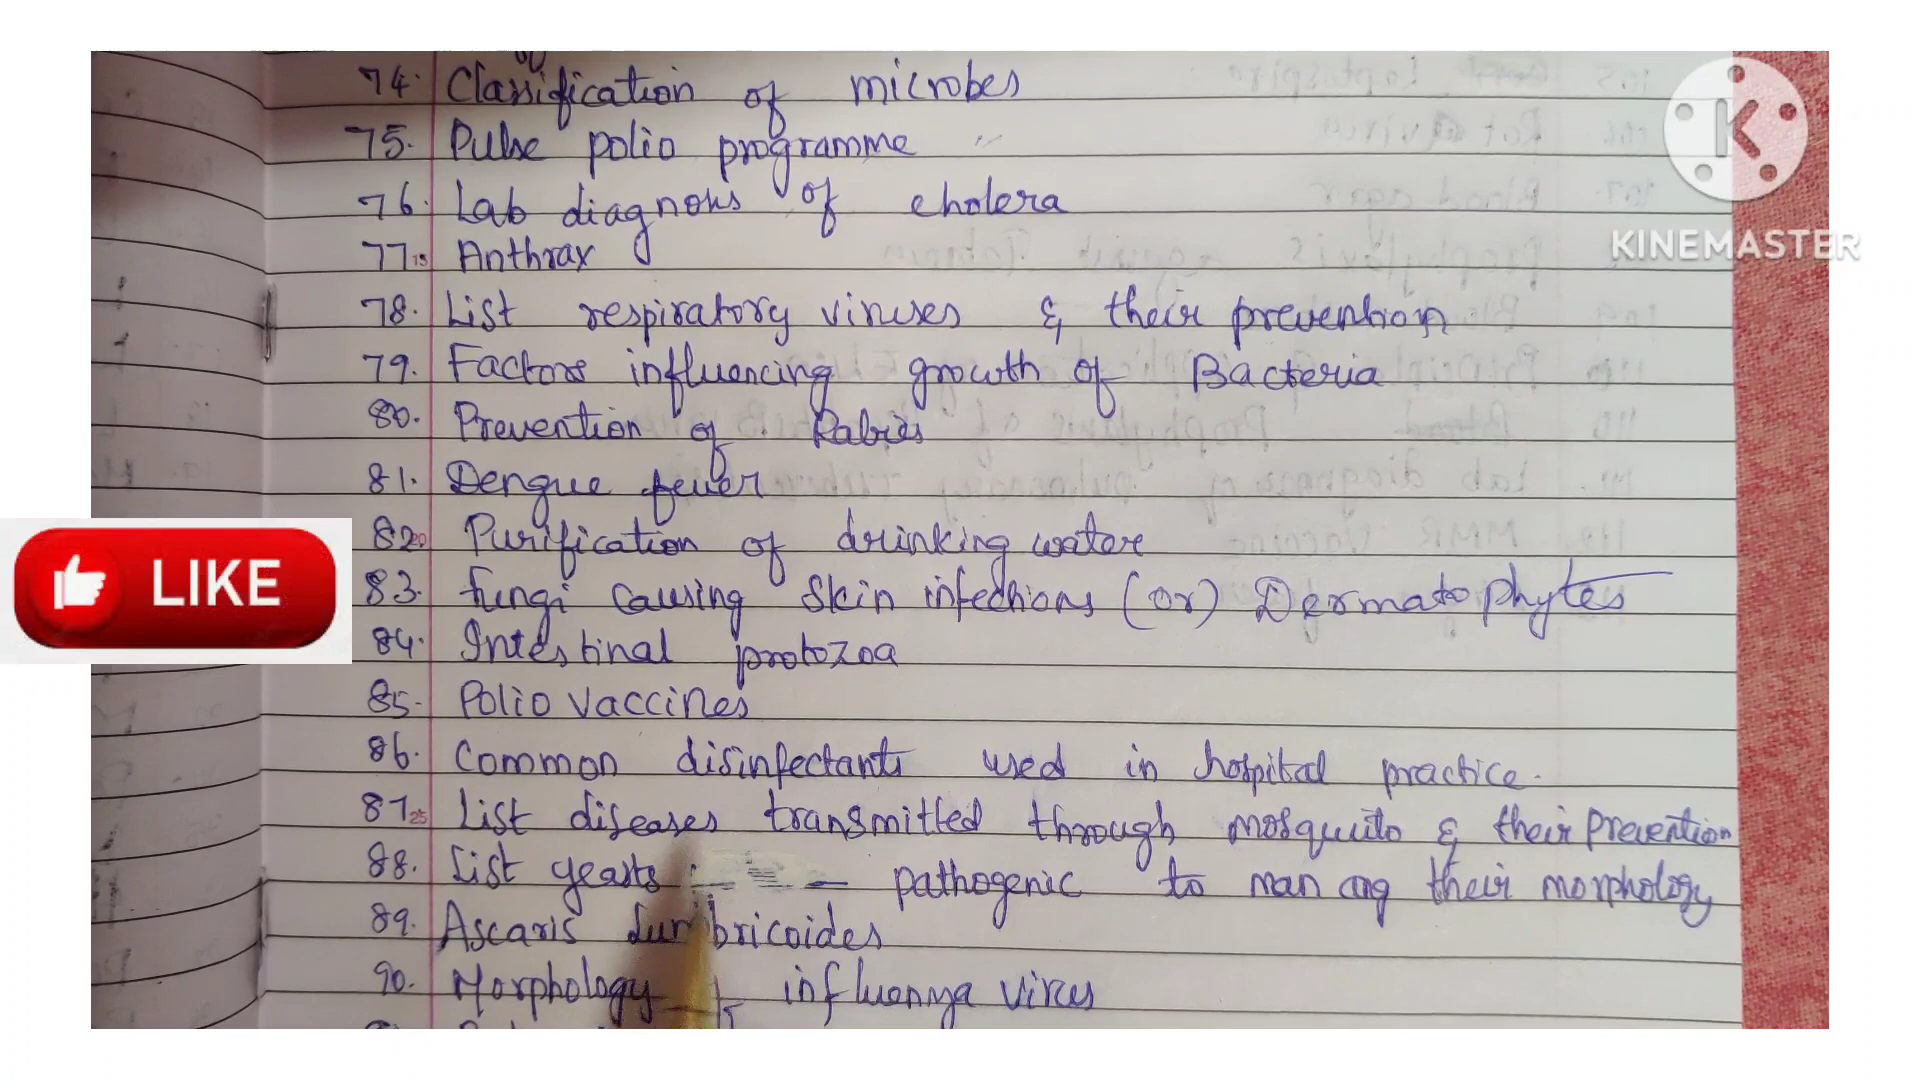 74. Classification of microbes
75. Pulse polio programme
76. Lab diagnosis of cholera
77. Anthrax
78. List respiratory viruses & their prevention
79. Factors influencing growth of Bacteria
80. Prevention of Rabies
81. Dengue fever
82. Purification of drinking water
83. Fungi causing skin infections (or) Dermatophytes
84. Intestinal protozoa
85. Polio vaccines
86. Common disinfectants used in hospital practice.
87. List diseases transmitted through mosquito & their prevention
88. List yeasts pathogenic to man their morphology
89. Ascaris lumbricoides
90. Morphology of influenza virus
KINEMASTER
LIKE